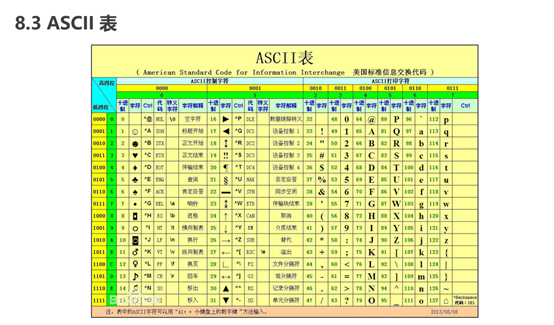 8.3 ASCII 表
ASCII表
( American Standard Code for Information Interchange 美国标准信息交换代码 )
高四位 ASCII控制字符 ASCII打印字符
0000 0001 0010 0011 0100 0101 0110 0111
0 1 2 3 4 5 6 7
低四位 十进制 字符 Ctrl 代码 转义字符 字符解释 十进制 字符 Ctrl 代码 转义字符 字符解释 十进制 字符 十进制 字符 十进制 字符 十进制 字符 十进制 字符 十进制 字符 Ctrl
0000 0 0 ^@ NUL \0 空字符 16 ► ^P DLE 数据链路转义 32 48 0 64 @ 80 P 96 ` 112 p
0001 1 1 ☺ ^A SOH 标题开始 17 ◄ ^Q DC1 设备控制 1 33 ! 49 1 65 A 81 Q 97 a 113 q
0010 2 2 ☻ ^B STX 正文开始 18 ↕ ^R DC2 设备控制 2 34 " 50 2 66 B 82 R 98 b 114 r
0011 3 3 ♥ ^C ETX 正文结束 19 ‼ ^S DC3 设备控制 3 35 # 51 3 67 C 83 S 99 c 115 s
0100 4 4 ♦ ^D EOT 传输结束 20 ¶ ^T DC4 设备控制 4 36 $ 52 4 68 D 84 T 100 d 116 t
0101 5 5 ♣ ^E ENQ 查询 21 § ^U NAK 否定应答 37 % 53 5 69 E 85 U 101 e 117 u
0110 6 6 ♠ ^F ACK 肯定应答 22 ▬ ^V SYN 同步空闲 38 & 54 6 70 F 86 V 102 f 118 v
0111 7 7 • ^G BEL \a 响铃 23 ↨ ^W ETB 传输块结束 39 ' 55 7 71 G 87 W 103 g 119 w
1000 8 8 ◘ ^H BS \b 退格 24 ↑ ^X CAN 取消 40 ( 56 8 72 H 88 X 104 h 120 x
1001 9 9 ○ ^I HT \t 横向制表 25 ↓ ^Y EM 介质结束 41 ) 57 9 73 I 89 Y 105 i 121 y
1010 A 10 ◙ ^J LF \n 换行 26 → ^Z SUB 替代 42 * 58 : 74 J 90 Z 106 j 122 z
1011 B 11 ♂ ^K VT \v 纵向制表 27 ← ^[ ESC \e 溢出 43 + 59 ; 75 K 91 [ 107 k 123 {
1100 C 12 ♀ ^L FF \f 换页 28 ∟ ^\ FS 文件分隔符 44 , 60 < 76 L 92 \ 108 l 124 |
1101 D 13 ♪ ^M CR \r 回车 29 ↔ ^] GS 组分隔符 45 - 61 = 77 M 93 ] 109 m 125 }
1110 E 14 ♫ ^N SO 移出 30 ▲ ^^ RS 记录分隔符 46 . 62 > 78 N 94 ^ 110 n 126 ~
1111 15 ^O SI 移入 31 ▼ ^- US 单元分隔符 47 / 63 ? 79 O 95 _ 111 o 127 ⌂ ^Backspace 代码:DEL
注：表中的ASCII字符可以用 "Alt + 小键盘上的数字键" 方法输入。 2013/08/08